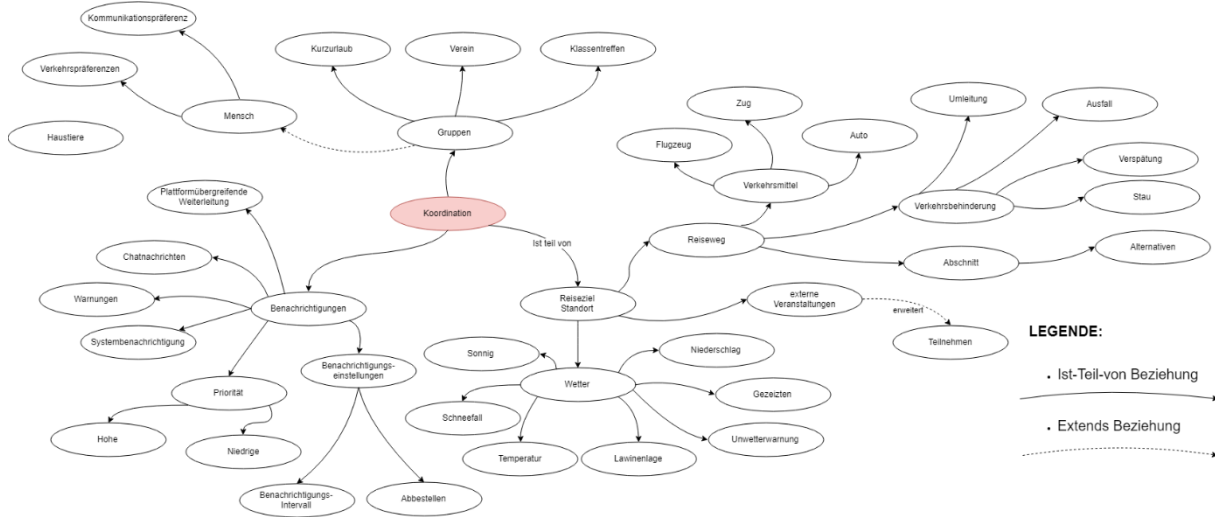 Kommunikationspräferenz
Verkehrspräferenzen
Haustiere
Mensch
Kurzurlaub
Verein
Klassentreffen
Gruppen
Koordination
Ist teil von
Plattformübergreifende
Weiterleitung
Chatnachrichten
Warnungen
Systembenachrichtigung
Benachrichtigungen
Priorität
Hohe
Niedrige
Benachrichtigungs-
einstellungen
Benachrichtigungs-
Intervall
Abbestellen
Reiseziel
Standort
Wetter
Sonnig
Schneefall
Temperatur
Lawinenlage
Unwetterwarnung
Gezeizten
Niederschlag
Reiseweg
Verkehrsmittel
Flugzeug
Zug
Auto
Verkehrsbehinderung
Umleitung
Ausfall
Verspätung
Stau
Abschnitt
Alternativen
externe
Veranstaltungen
erweitert
Teilnehmen
LEGENDE:
• Ist-Teil-von Beziehung
• Extends Beziehung